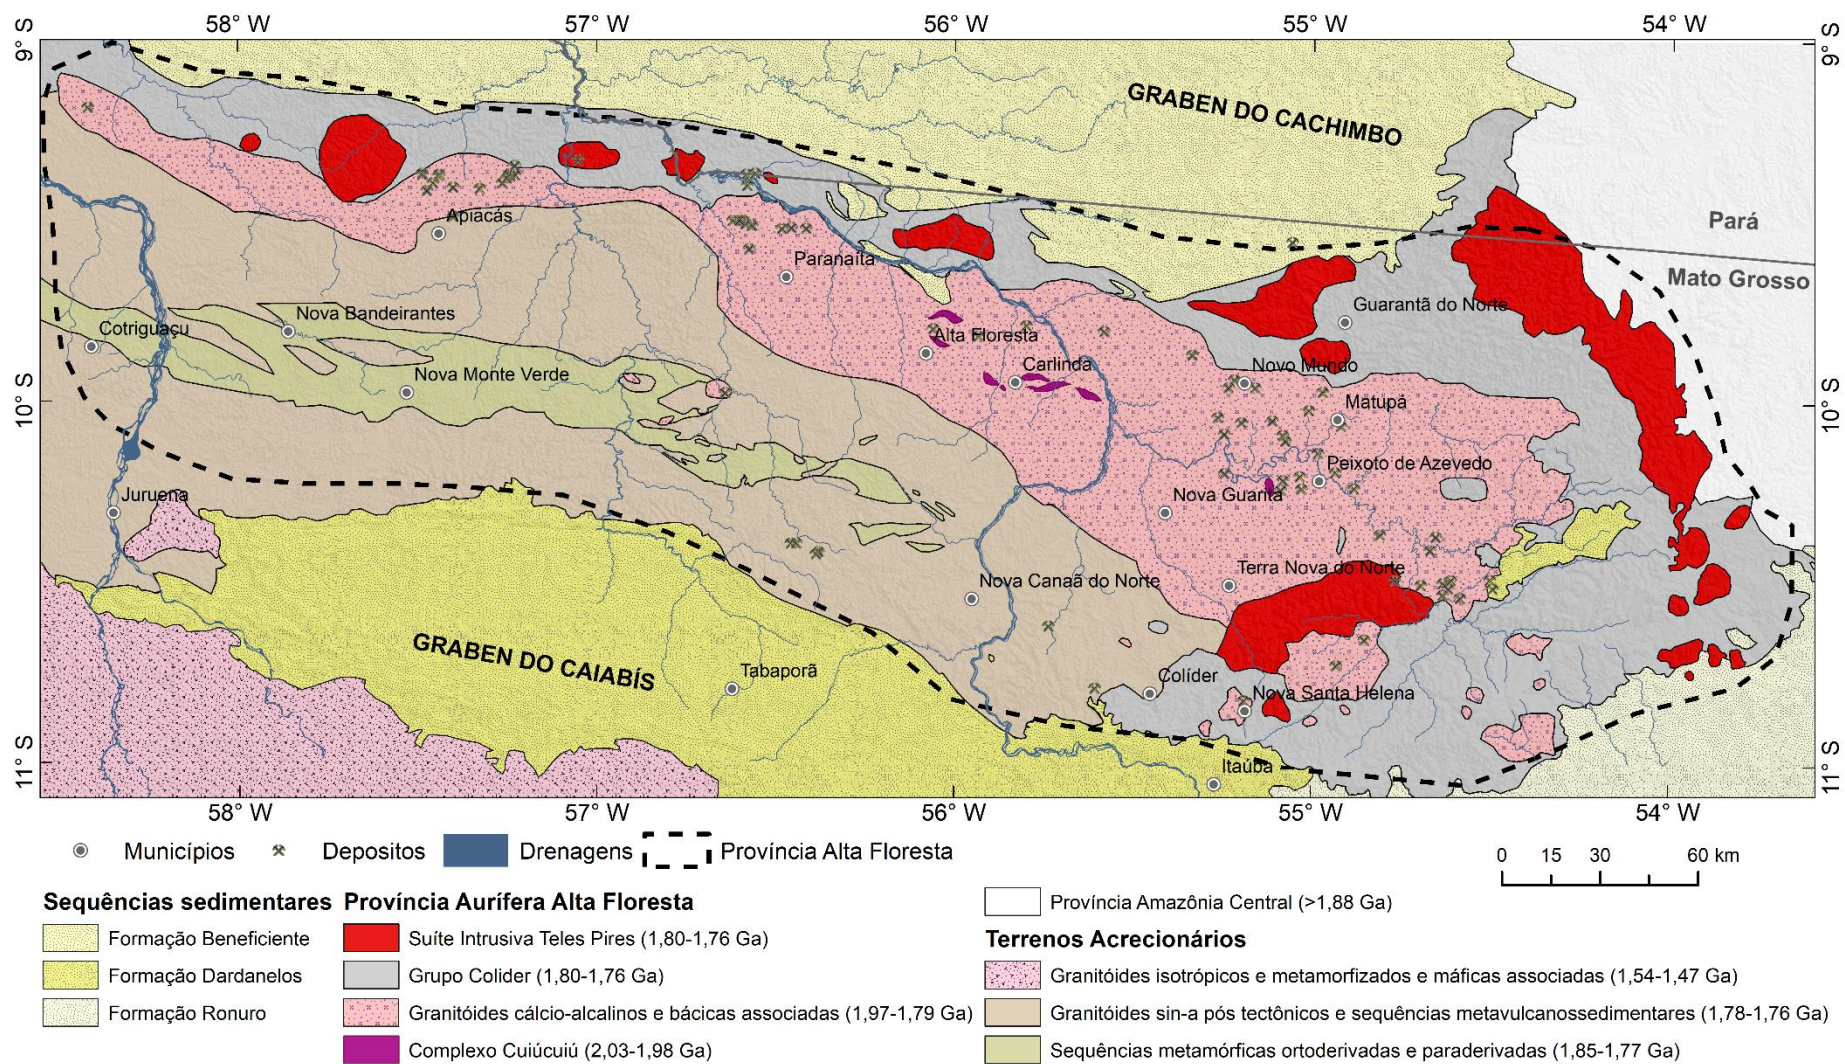 58° W 57° W 56° W 55° W 54° W
9° S 9° S
GRABEN DO CACHIMBO
Pará
Mato Grosso
Apiacás
Paranaíta
Guarantã do Norte
Nova Bandeirantes
Cotriguaçu
Alta Floresta
Nova Monte Verde
Carlinda
Novo Mundo
10° S 10° S
Matupá
Peixoto de Azevedo
Nova Guarita
Juruena
Terra Nova do Norte
Nova Canaã do Norte
GRABEN DO CAIABÍS
Tabaporã
Colíder
Nova Santa Helena
Itaúba
11° S 11° S
58° W 57° W 56° W 55° W 54° W
Municípios Depositos Drenagens Província Alta Floresta
0 15 30 60 km
Sequências sedimentares
Formação Beneficiente
Formação Dardanelos
Formação Ronuro
Província Aurífera Alta Floresta
Suíte Intrusiva Teles Pires (1,80-1,76 Ga)
Grupo Colider (1,80-1,76 Ga)
Granitóides cálcio-alcalinos e bácicas associadas (1,97-1,79 Ga)
Complexo Cuiúcuiú (2,03-1,98 Ga)
Província Amazônia Central (>1,88 Ga)
Terrenos Acrecionários
Granitóides isotrópicos e metamorfizados e máficas associadas (1,54-1,47 Ga)
Granitóides sin-a pós tectônicos e sequências metavulcanossedimentares (1,78-1,76 Ga)
Sequências metamórficas ortoderivadas e paraderivadas (1,85-1,77 Ga)